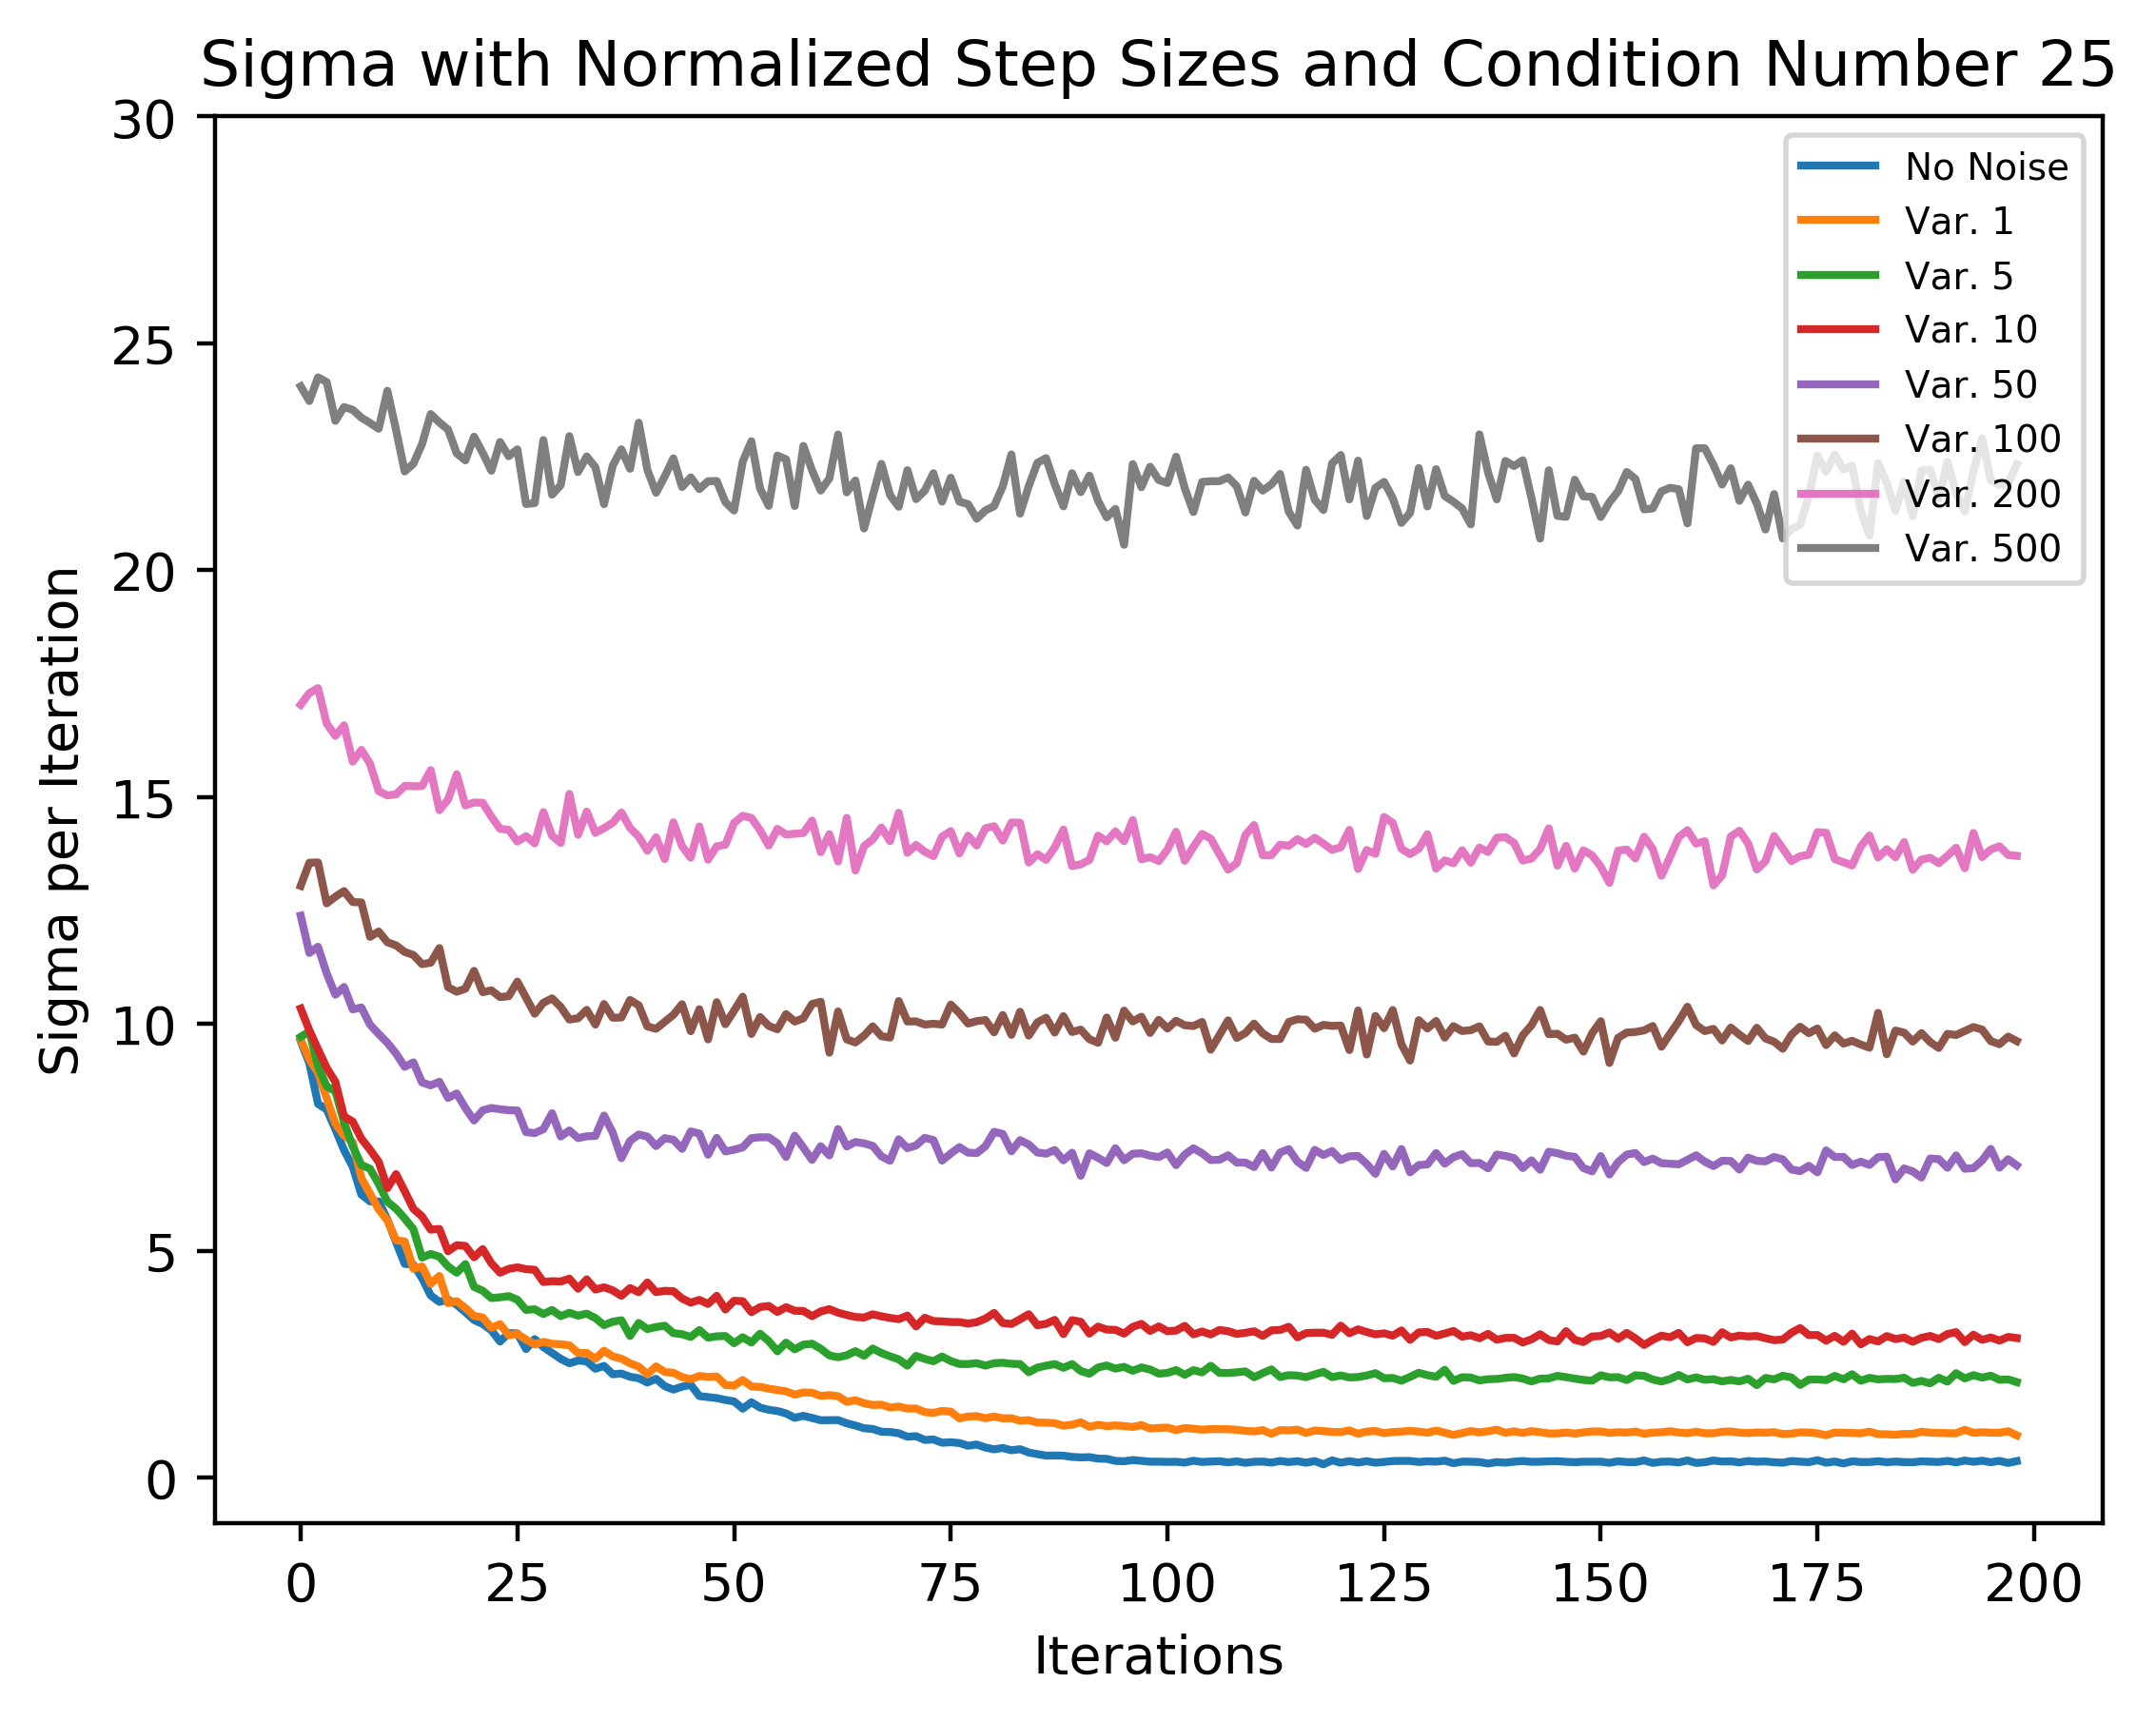 Sigma with Normalized Step Sizes and Condition Number 25
30
25
20
15
10
5
0
Sigma per Iteration
No Noise
Var. 1
Var. 5
Var. 10
Var. 50
Var. 100
Var. 200
Var. 500
0 25 50 75 100 125 150 175 200
Iterations